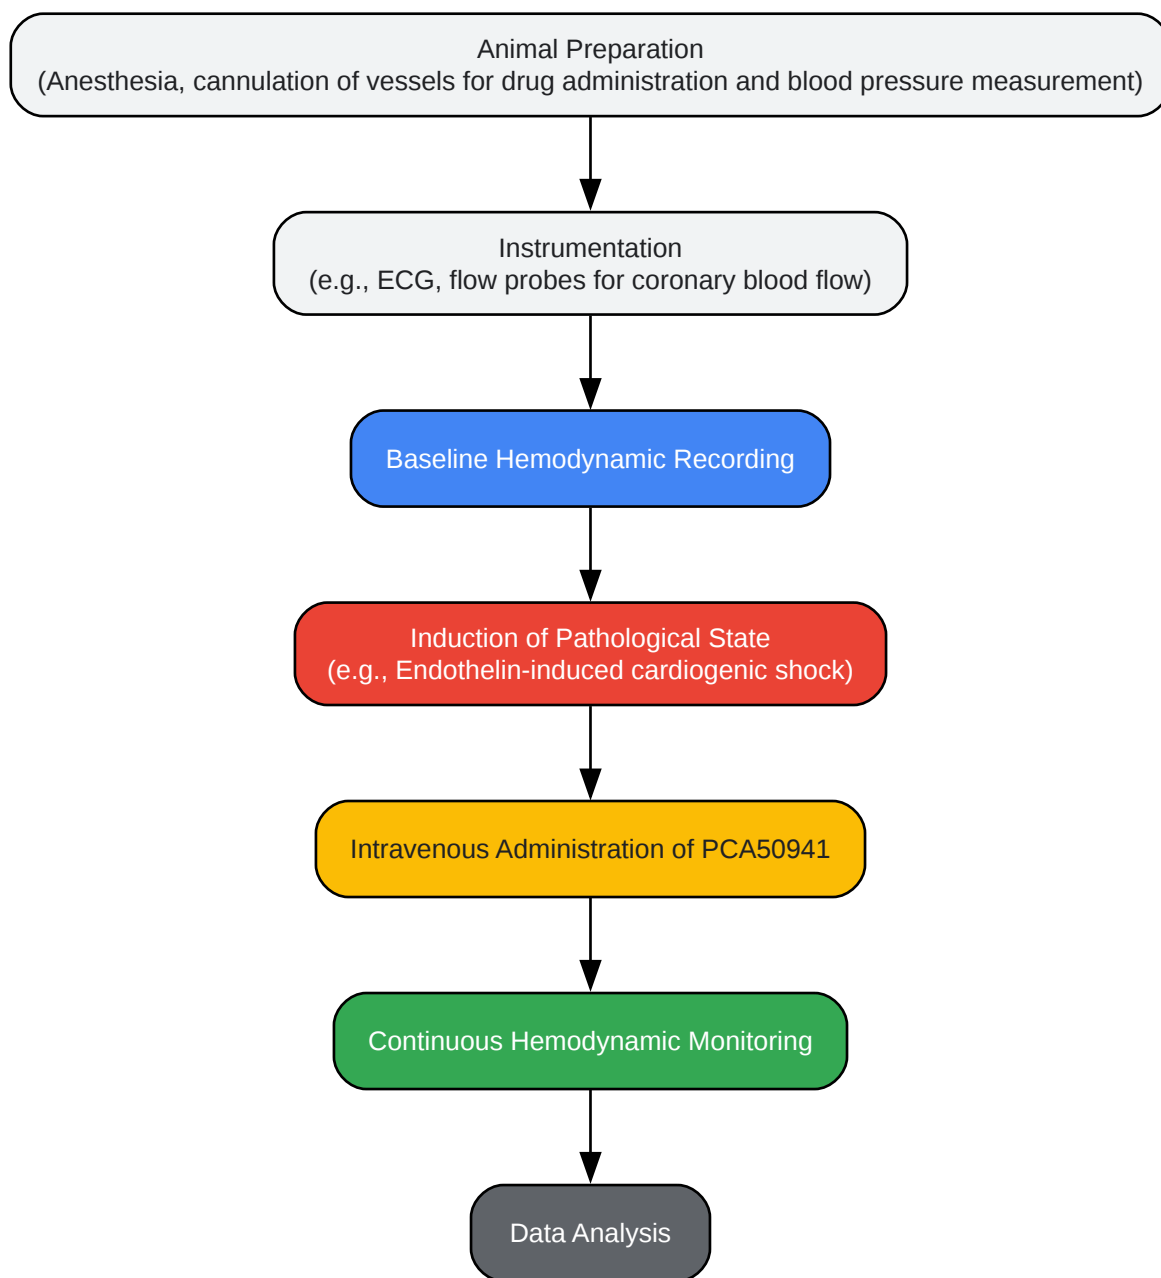 Animal Preparation
(Anesthesia, cannulation of vessels for drug administration and blood pressure measurement)
Instrumentation
(e.g., ECG, flow probes for coronary blood flow)
Baseline Hemodynamic Recording
Induction of Pathological State
(e.g., Endothelin-induced cardiogenic shock)
Intravenous Administration of PCA50941
Continuous Hemodynamic Monitoring
Data Analysis